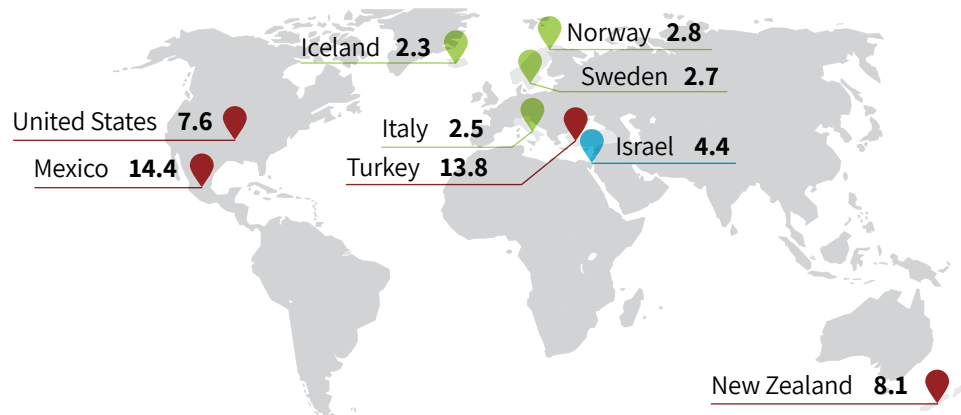 Iceland 2.3
Norway 2.8
Sweden 2.7
United States 7.6
Italy 2.5
Israel 4.4
Mexico 14.4
Turkey 13.8
New Zealand 8.1